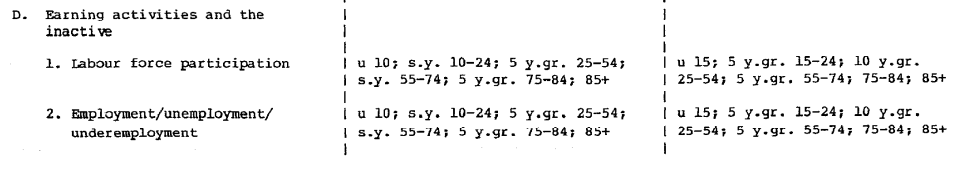 D. Earning activities and the
inactive
1. Labour force participation | u 10; s.y. 10-24; 5 y.gr. 25-54; | u 15; 5 y.gr. 15-24; 10 y.gr.
| s.y. 55-74; 5 y.gr. 75-84; 85+ | 25-54; 5 y.gr. 55-74; 75-84; 85+
2. Employment/unemployment/ | u 10; s.y. 10-24; 5 y.gr. 25-54; | u 15; 5 y.gr. 15-24; 10 y.gr.
underemployment | s.y. 55-74; 5 y.gr. 75-84; 85+ | 25-54; 5 y.gr. 55-74; 75-84; 85+